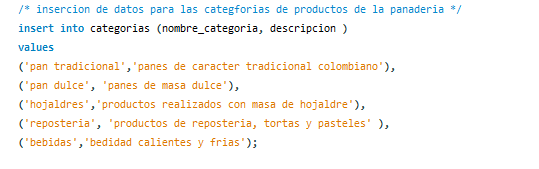 /* insercion de datos para las categforias de productos de la panaderia */
insert into categorias (nombre_categoria, descripcion )
values
('pan tradicional','panes de caracter tradicional colombiano'),
('pan dulce', 'panes de masa dulce'),
('hojaldres','productos realizados con masa de hojaldre'),
('reposteria', 'productos de reposteria, tortas y pasteles' ),
('bebidas','bedidad calientes y frias');